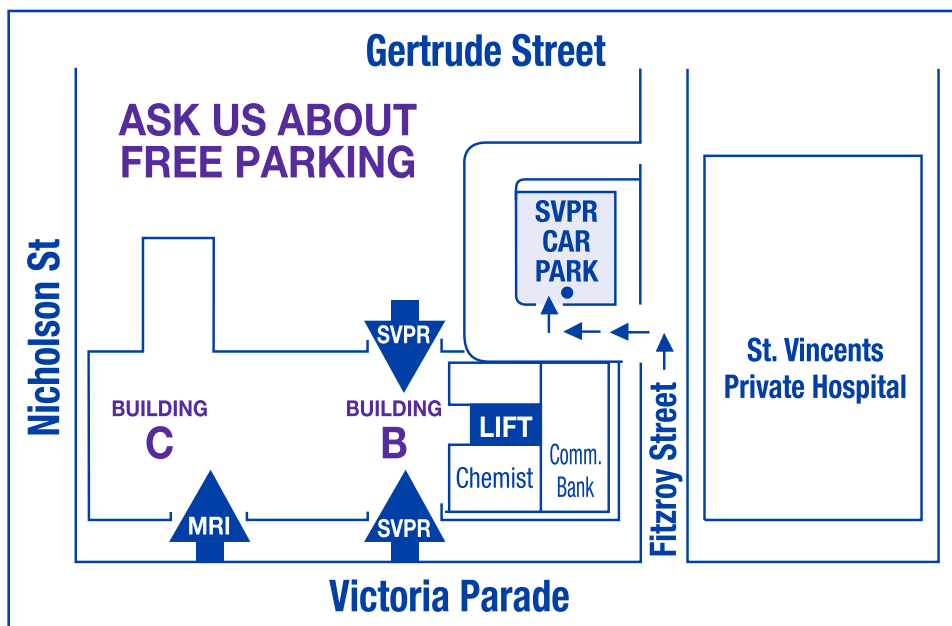 Gertrude Street
ASK US ABOUT
FREE PARKING
SVPR
CAR
PARK
Nicholson St
SVPR
St. Vincents
Private Hospital
BUILDING
C
BUILDING
B
LIFT
Chemist
Comm.
Bank
Fitzroy Street
MRI
SVPR
Victoria Parade